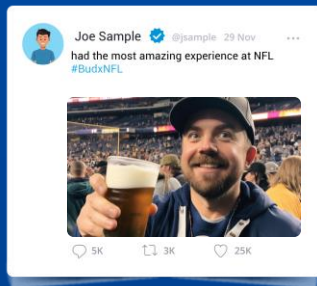 Joe Sample @jsample 29 Nov
had the most amazing experience at NFL
#BudxNFL
5K 3K 25K